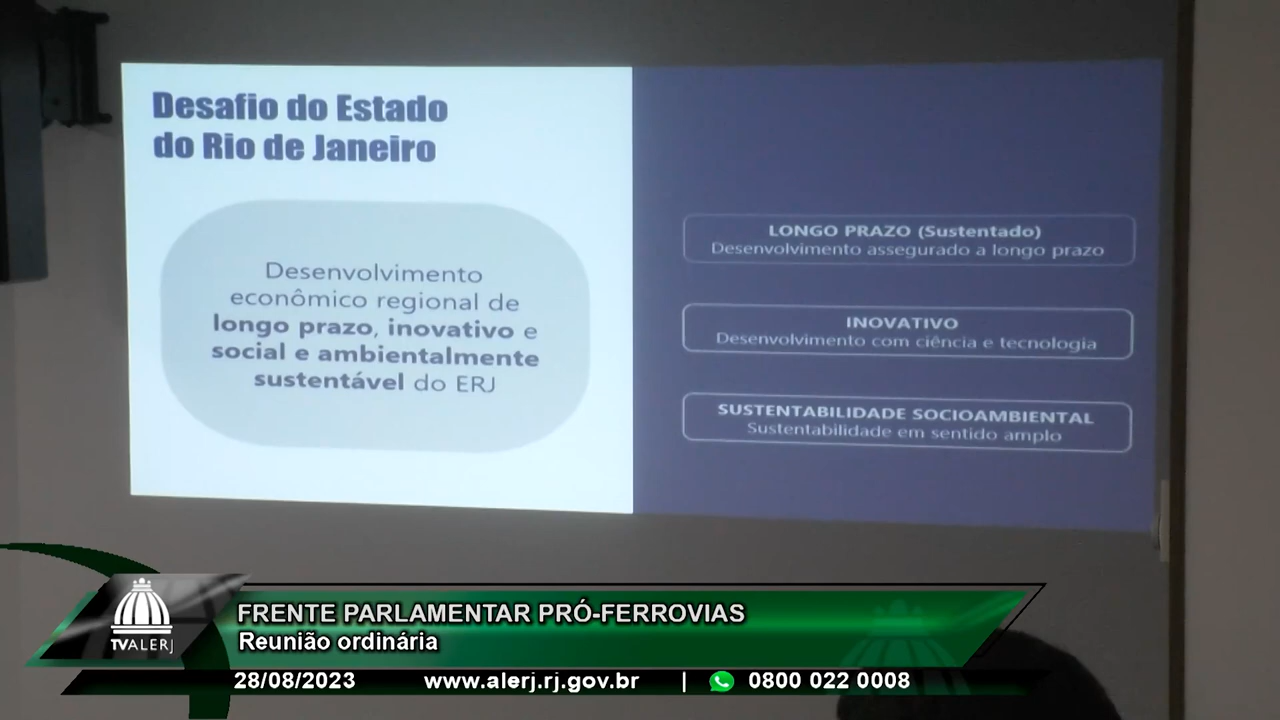 Desafio do Estado
do Rio de Janeiro
Desenvolvimento
econômico regional de
longo prazo, inovativo e
social e ambientalmente
sustentável do ERJ
LONGO PRAZO (Sustentado)
Desenvolvimento assegurado a longo prazo
INOVATIVO
Desenvolvimento com ciência e tecnologia
SUSTENTABILIDADE SOCIOAMBIENTAL
Sustentabilidade em sentido amplo
TVALERJ
FRENTE PARLAMENTAR PRÓ-FERROVIAS
Reunião ordinária
28/08/2023 www.alerj.rj.gov.br | 0800 022 0008